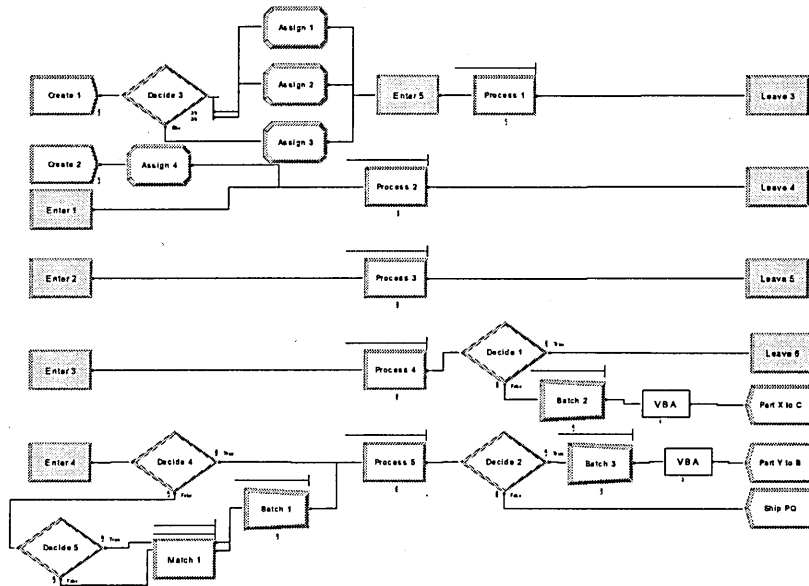 Assign 1
Create 1
Decide 3
Assign 2
Enter 5
Process 1
Leave 3
Else
Assign 3
Create 2
Assign 4
Process 2
Leave 4
Enter 1
Enter 2
Process 3
Leave 5
Enter 3
Process 4
Decide 1
True
Leave 6
False
Batch 2
VBA
Part X to C
Enter 4
Decide 4
True
Process 5
Decide 2
True
Batch 3
VBA
Part Y to B
False
Batch 1
False
Ship PQ
Decide 5
True
Match 1
False